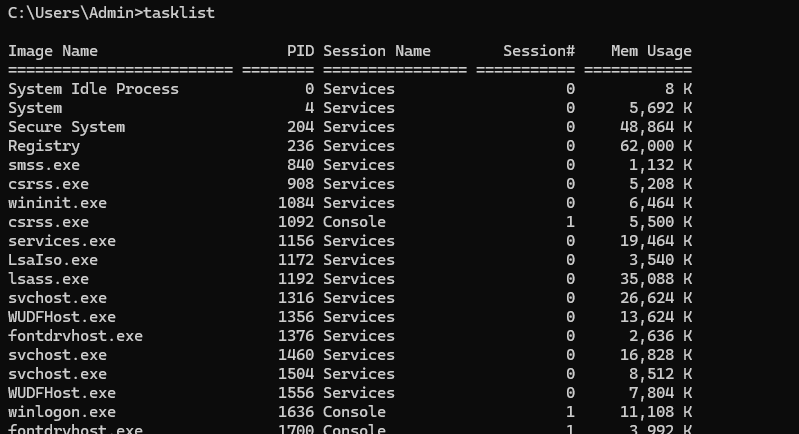 C:\Users\Admin>tasklist
Image Name                     PID Session Name        Session#    Mem Usage
========================= ======== ================ =========== ============
System Idle Process              0 Services                   0          8 K
System                           4 Services                   0      5,692 K
Secure System                  204 Services                   0     48,864 K
Registry                       236 Services                   0     62,000 K
smss.exe                       840 Services                   0      1,132 K
csrss.exe                      908 Services                   0      5,208 K
wininit.exe                   1084 Services                   0      6,464 K
csrss.exe                     1092 Console                    1      5,500 K
services.exe                  1156 Services                   0     19,464 K
LsaIso.exe                    1172 Services                   0      3,540 K
lsass.exe                     1192 Services                   0     35,088 K
svchost.exe                   1316 Services                   0     26,624 K
WUDFHost.exe                  1356 Services                   0     13,624 K
fontdrvhost.exe               1376 Services                   0      2,636 K
svchost.exe                   1460 Services                   0     16,828 K
svchost.exe                   1504 Services                   0      8,512 K
WUDFHost.exe                  1556 Services                   0      7,804 K
winlogon.exe                  1636 Console                    1     11,108 K
fontdrvhost.exe               1700 Console                    1      3,992 K